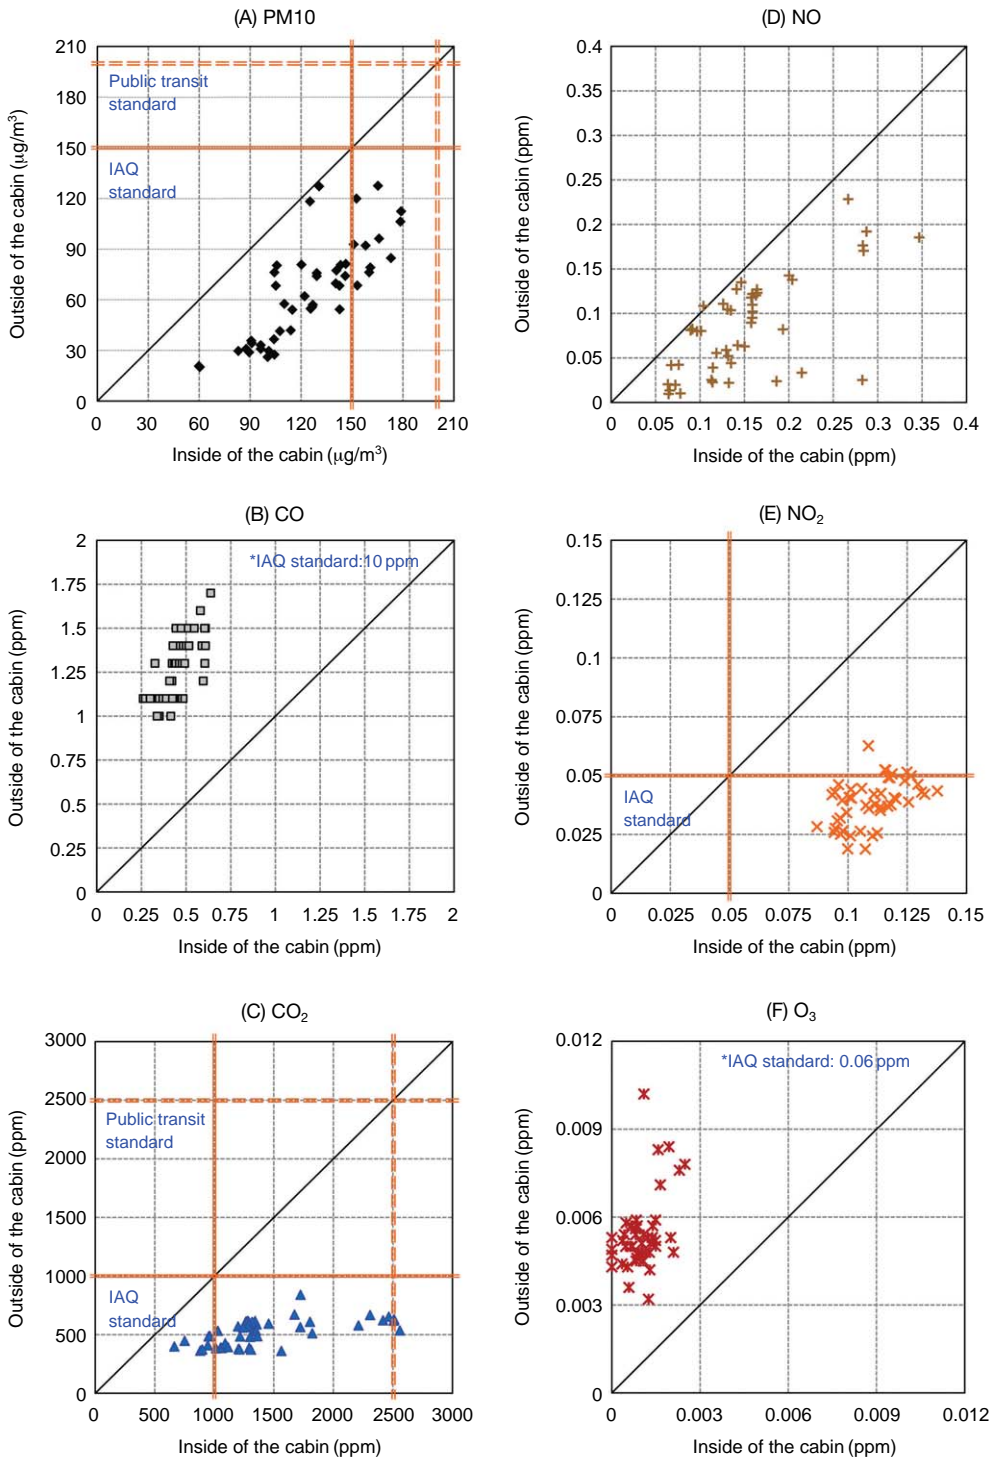 (A) PM10
210
180
150
120
90
60
30
0
Public transit
standard
IAQ
standard
0 30 60 90 120 150 180 210
Outside of the cabin (μg/m³)
Inside of the cabin (μg/m³)
(D) NO
0.4
0.35
0.3
0.25
0.2
0.15
0.1
0.05
0
0 0.05 0.1 0.15 0.2 0.25 0.3 0.35 0.4
Outside of the cabin (ppm)
Inside of the cabin (ppm)
(B) CO
*IAQ standard:10 ppm
2
1.75
1.5
1.25
1
0.75
0.5
0.25
0
0 0.25 0.5 0.75 1 1.25 1.5 1.75 2
Outside of the cabin (ppm)
Inside of the cabin (ppm)
(E) NO₂
0.15
0.125
0.1
0.075
0.05
0.025
0
IAQ
standard
0 0.025 0.05 0.075 0.1 0.125 0.15
Outside of the cabin (ppm)
Inside of the cabin (ppm)
(C) CO₂
3000
2500
2000
1500
1000
500
0
Public transit
standard
IAQ
standard
0 500 1000 1500 2000 2500 3000
Outside of the cabin (ppm)
Inside of the cabin (ppm)
(F) O₃
*IAQ standard: 0.06 ppm
0.012
0.009
0.006
0.003
0
0 0.003 0.006 0.009 0.012
Outside of the cabin (ppm)
Inside of the cabin (ppm)